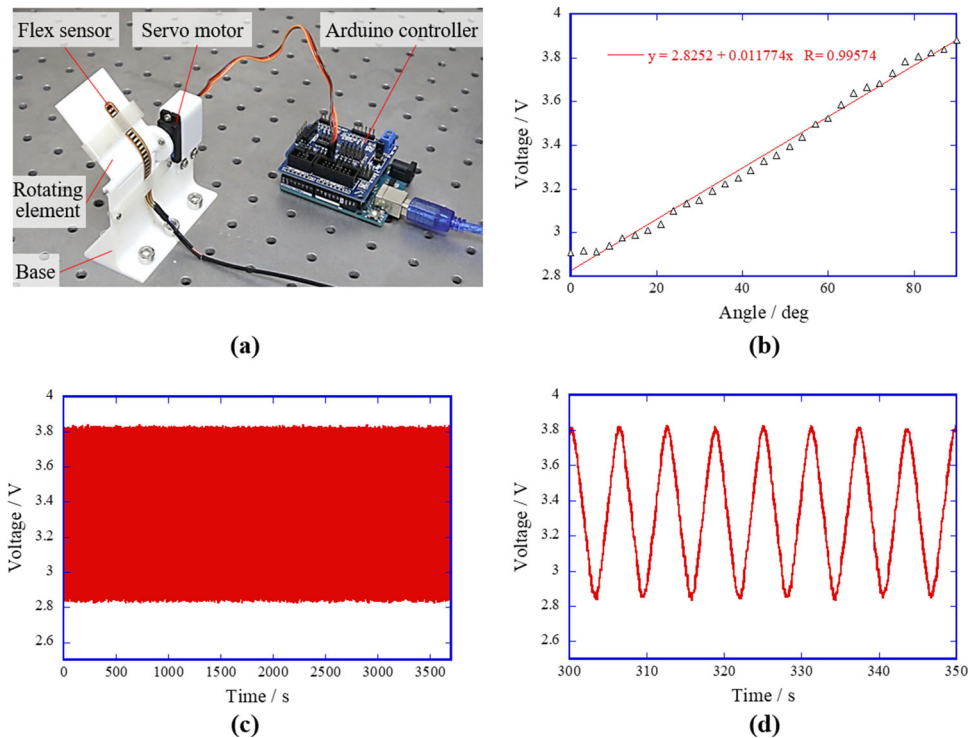 Flex sensor
Servo motor
Arduino controller
Rotating
element
Base
(a)
4
3.8
3.6
3.4
3.2
3
2.8
2.6
Voltage / V
y = 2.8252 + 0.011774x R= 0.99574
0
20
40
60
80
Angle / deg
(b)
4
3.8
3.6
3.4
3.2
3
2.8
2.6
Voltage / V
0
500
1000
1500
2000
2500
3000
3500
Time / s
(c)
4
3.8
3.6
3.4
3.2
3
2.8
2.6
Voltage / V
300
310
320
330
340
350
Time / s
(d)